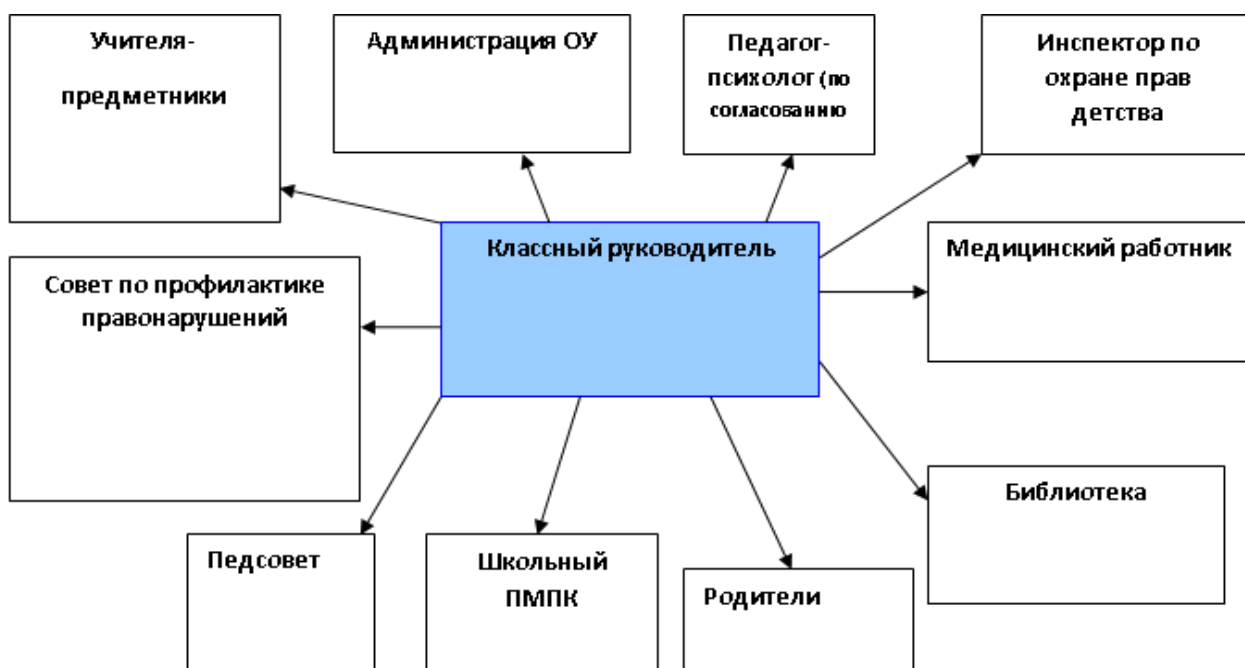 Учителя-
предметники
Администрация ОУ
Педагог-
психолог (по
согласованию
Инспектор по
охране прав
детства
Классный руководитель
Медицинский работник
Совет по профилактике
правонарушений
Библиотека
Педсовет
Школьный
ПМПК
Родители